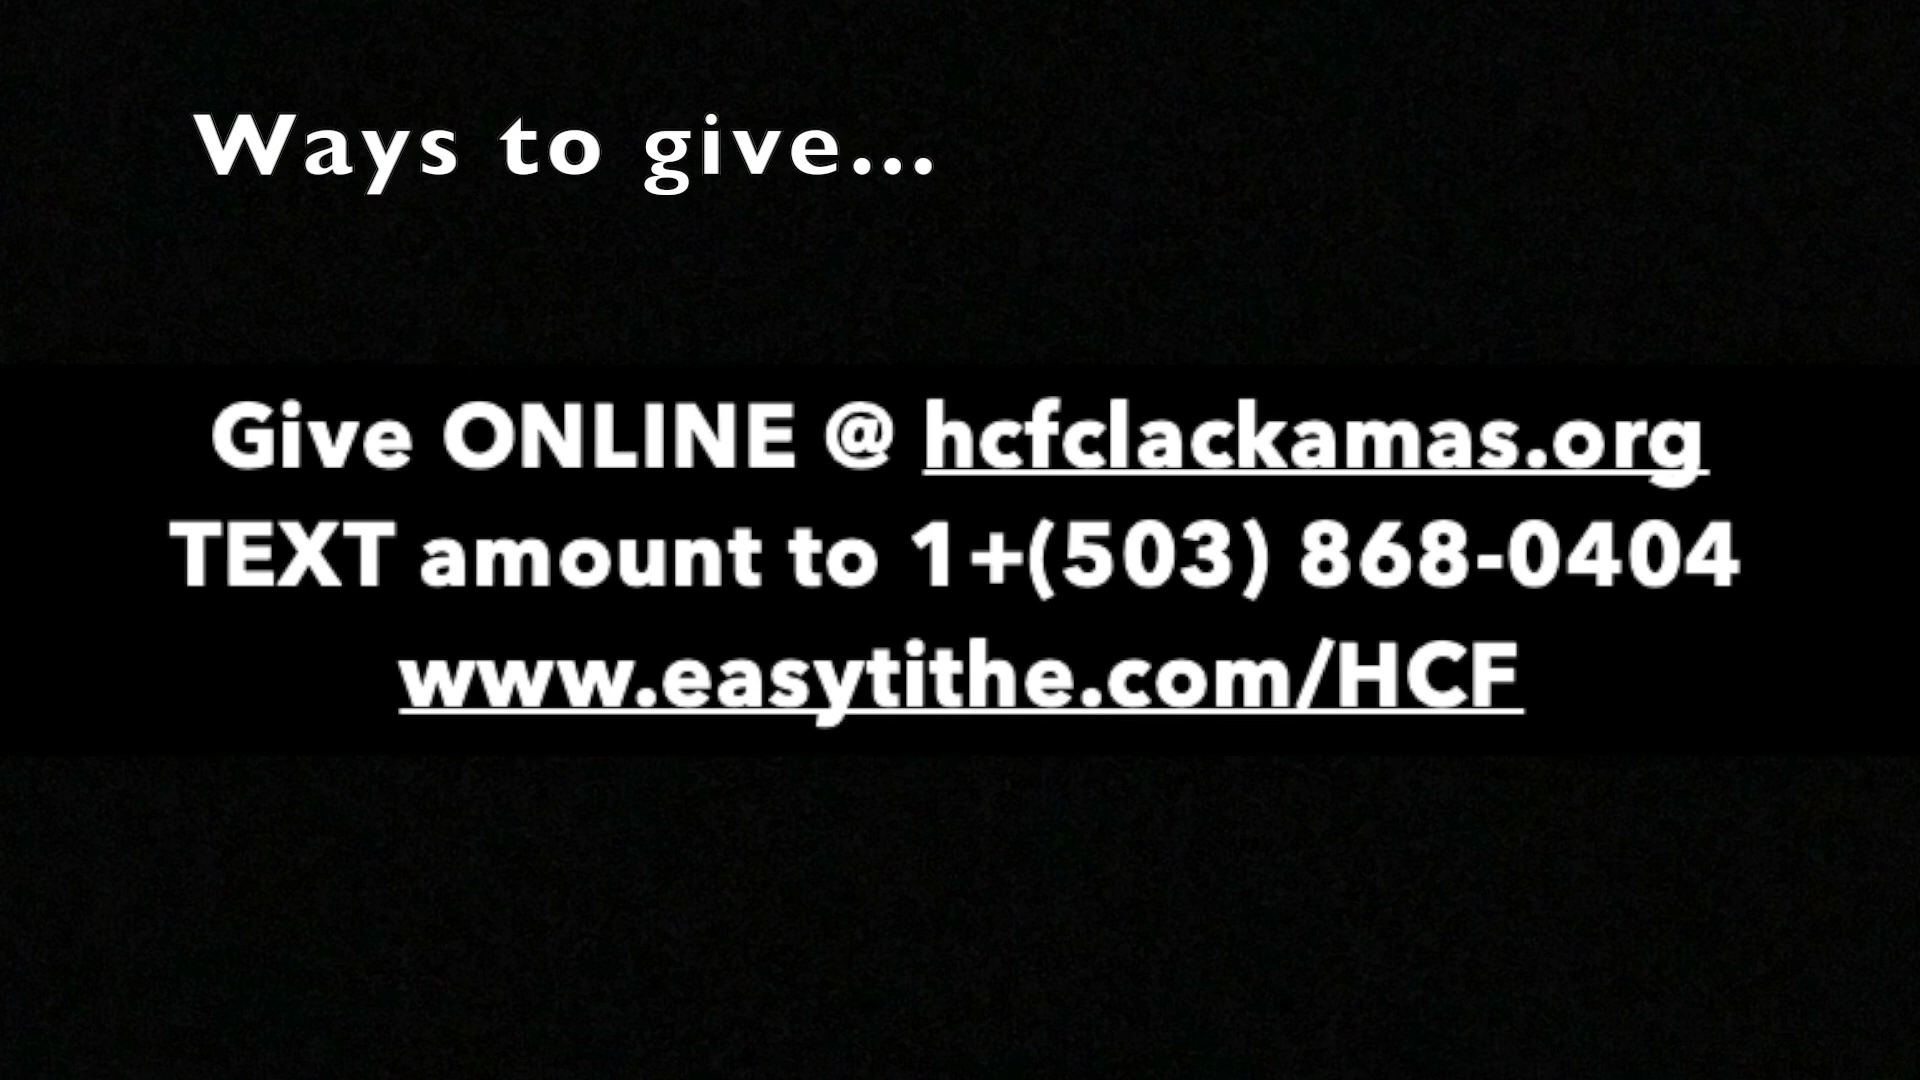 Ways to give...
Give ONLINE @ hcfclackamas.org
TEXT amount to 1+(503) 868-0404
www.easytithe.com/HCF